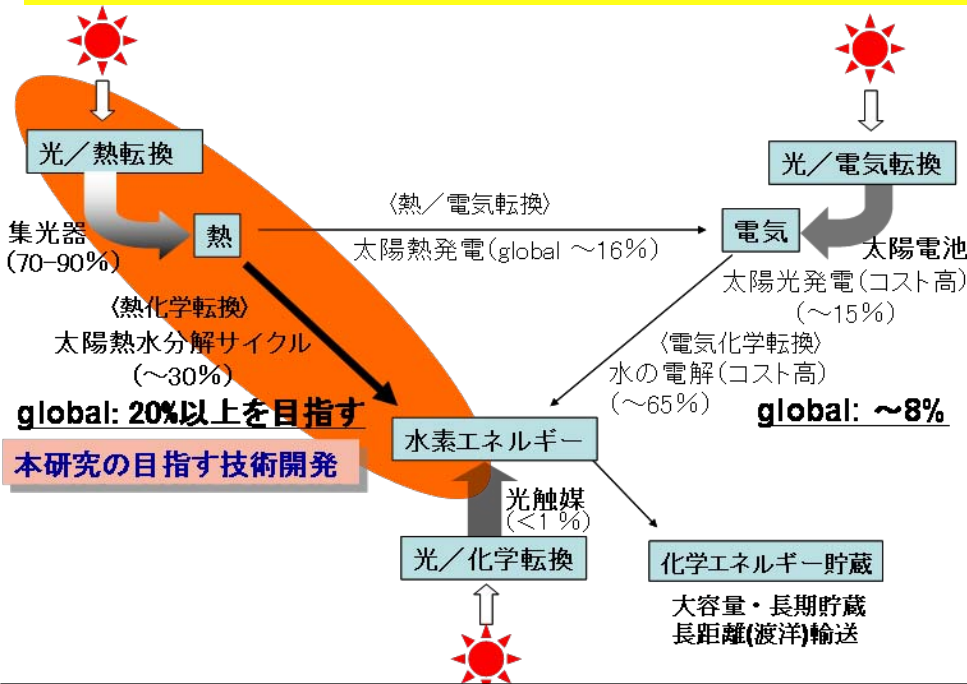 光／熱転換
光／電気転換
集光器
(70-90%)
熱
〈熱／電気転換〉
太陽熱発電(global ～16%)
電気
太陽電池
太陽光発電(コスト高)
(～15%)
〈熱化学転換〉
太陽熱水分解サイクル
(～30%)
global: 20%以上を目指す
本研究の目指す技術開発
〈電気化学転換〉
水の電解(コスト高)
(～65%)
global: ～8%
水素エネルギー
光触媒
(＜1 %)
光／化学転換
化学エネルギー貯蔵
大容量・長期貯蔵
長距離(渡洋)輸送